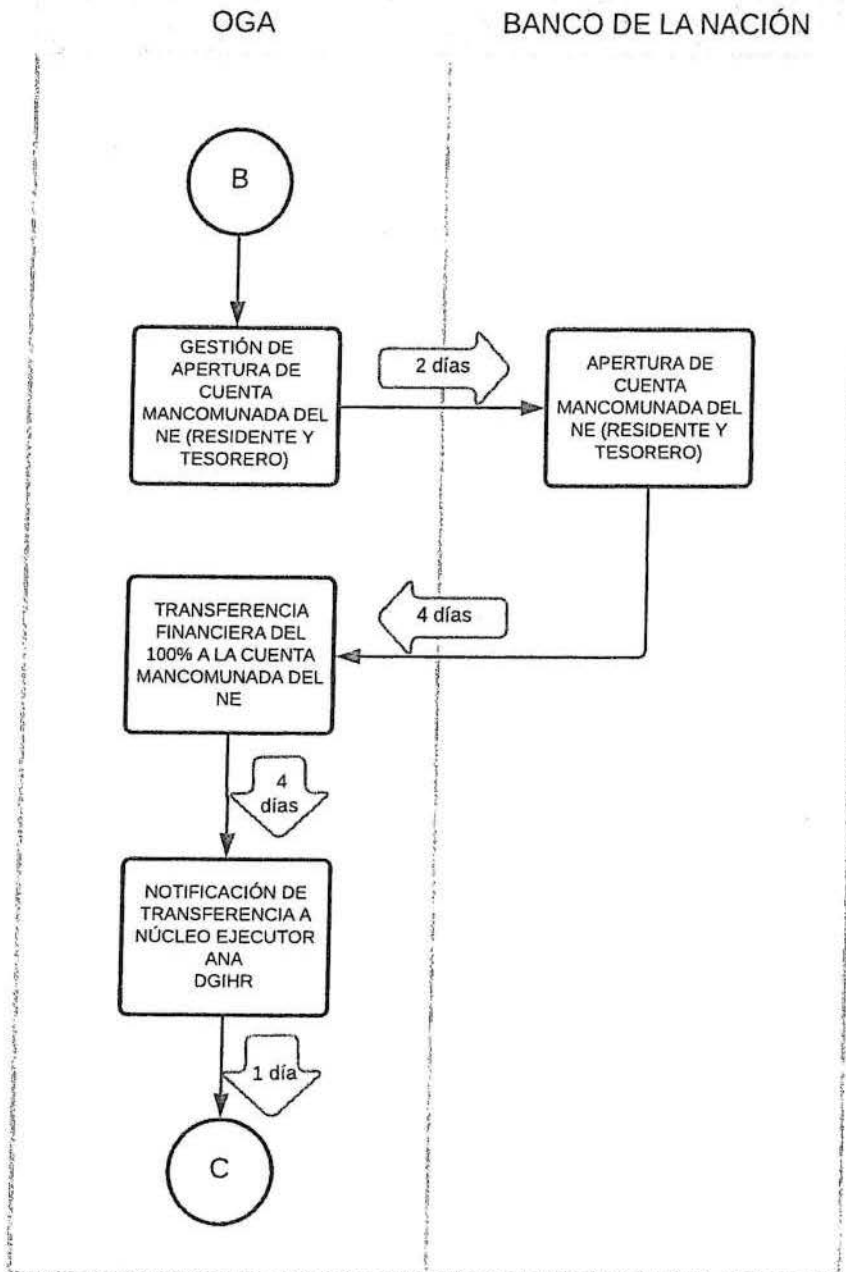 OGA
BANCO DE LA NACIÓN
B
GESTIÓN DE
APERTURA DE
CUENTA
MANCOMUNADA DEL
NE (RESIDENTE Y
TESORERO)
2 días
APERTURA DE
CUENTA
MANCOMUNADA DEL
NE (RESIDENTE Y
TESORERO)
4 días
TRANSFERENCIA
FINANCIERA DEL
100% A LA CUENTA
MANCOMUNADA DEL
NE
4
días
NOTIFICACIÓN DE
TRANSFERENCIA A
NÚCLEO EJECUTOR
ANA
DGIHR
1 día
C